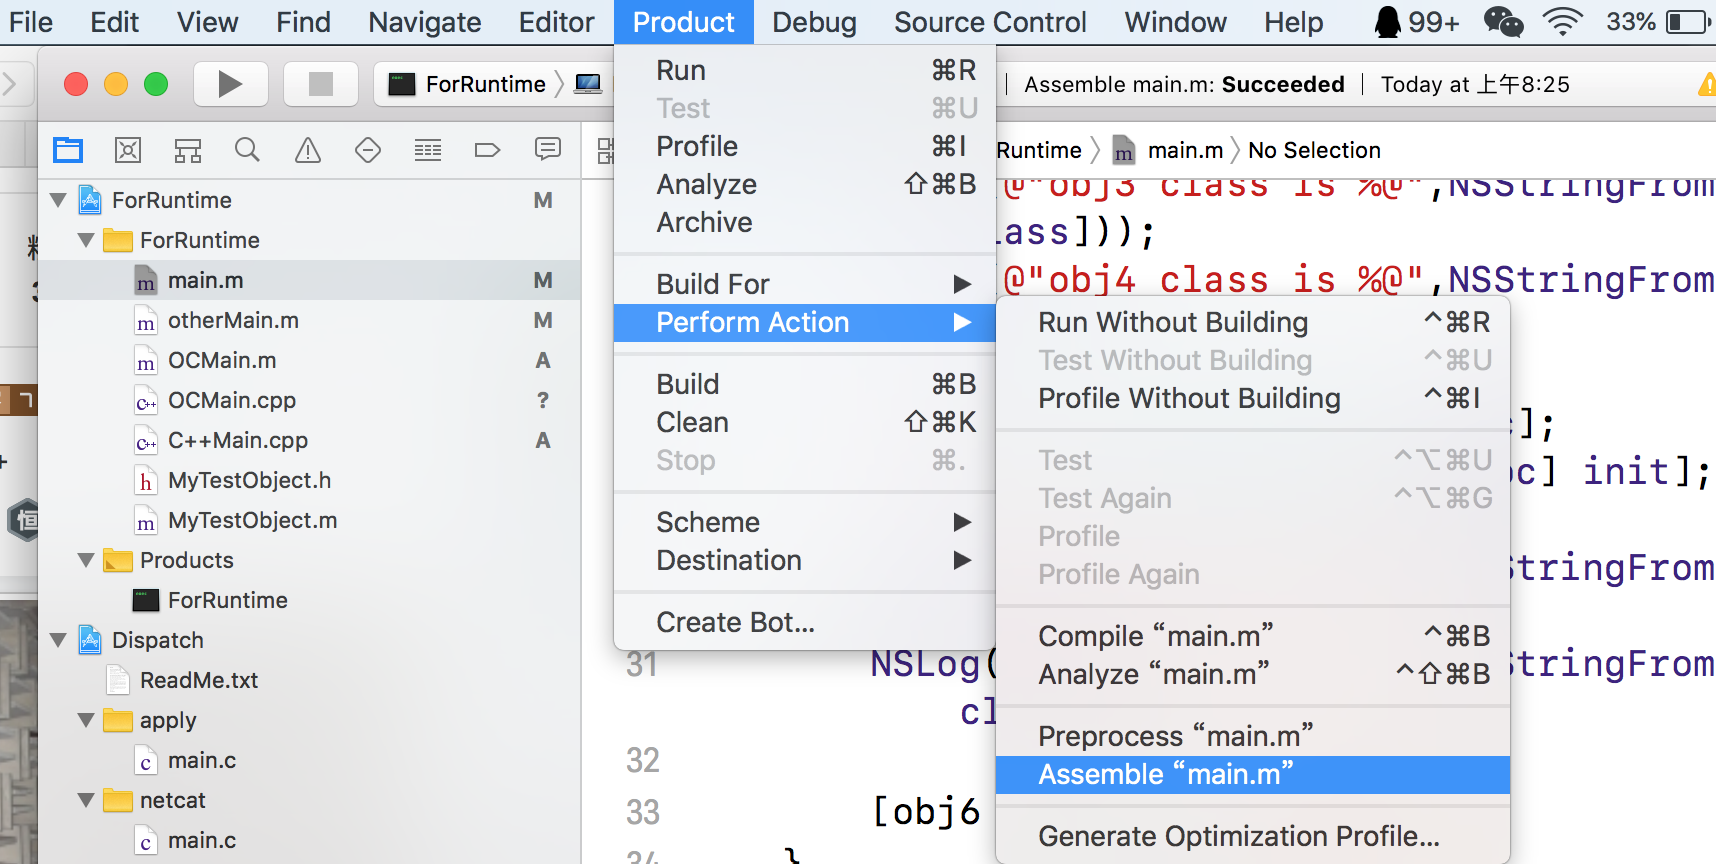 File Edit View Find Navigate Editor Product Debug Source Control Window Help 99+ 33%
ForRuntime
Assemble main.m: Succeeded | Today at 上午8:25
Runtime
main.m
No Selection
ForRuntime M
ForRuntime
main.m M
otherMain.m M
OCMain.m A
OCMain.cpp ?
C++Main.cpp A
MyTestObject.h
MyTestObject.m
Products
ForRuntime
Dispatch
ReadMe.txt
apply
main.c
netcat
main.c
Run ⌘R
Test ⌘U
Profile ⌘I
Analyze ⇧⌘B
Archive
Build For ▶
Perform Action ▶
Build ⌘B
Clean ⇧⌘K
Stop ⌘.
Scheme ▶
Destination ▶
Create Bot...
Run Without Building ^⌘R
Test Without Building ^⌘U
Profile Without Building ^⌘I
Test ^⌥⌘U
Test Again ^⌥⌘G
Profile
Profile Again
Compile “main.m” ^⌘B
Analyze “main.m” ^⇧⌘B
Preprocess “main.m”
Assemble “main.m”
Generate Optimization Profile...
@"obj3 class is %@",NSStringFrom
lass]));
@"obj4 class is %@",NSStringFrom
];
oc] init];
StringFrom
31 NSLog( StringFrom
cl
32
33 [obj6
34 }